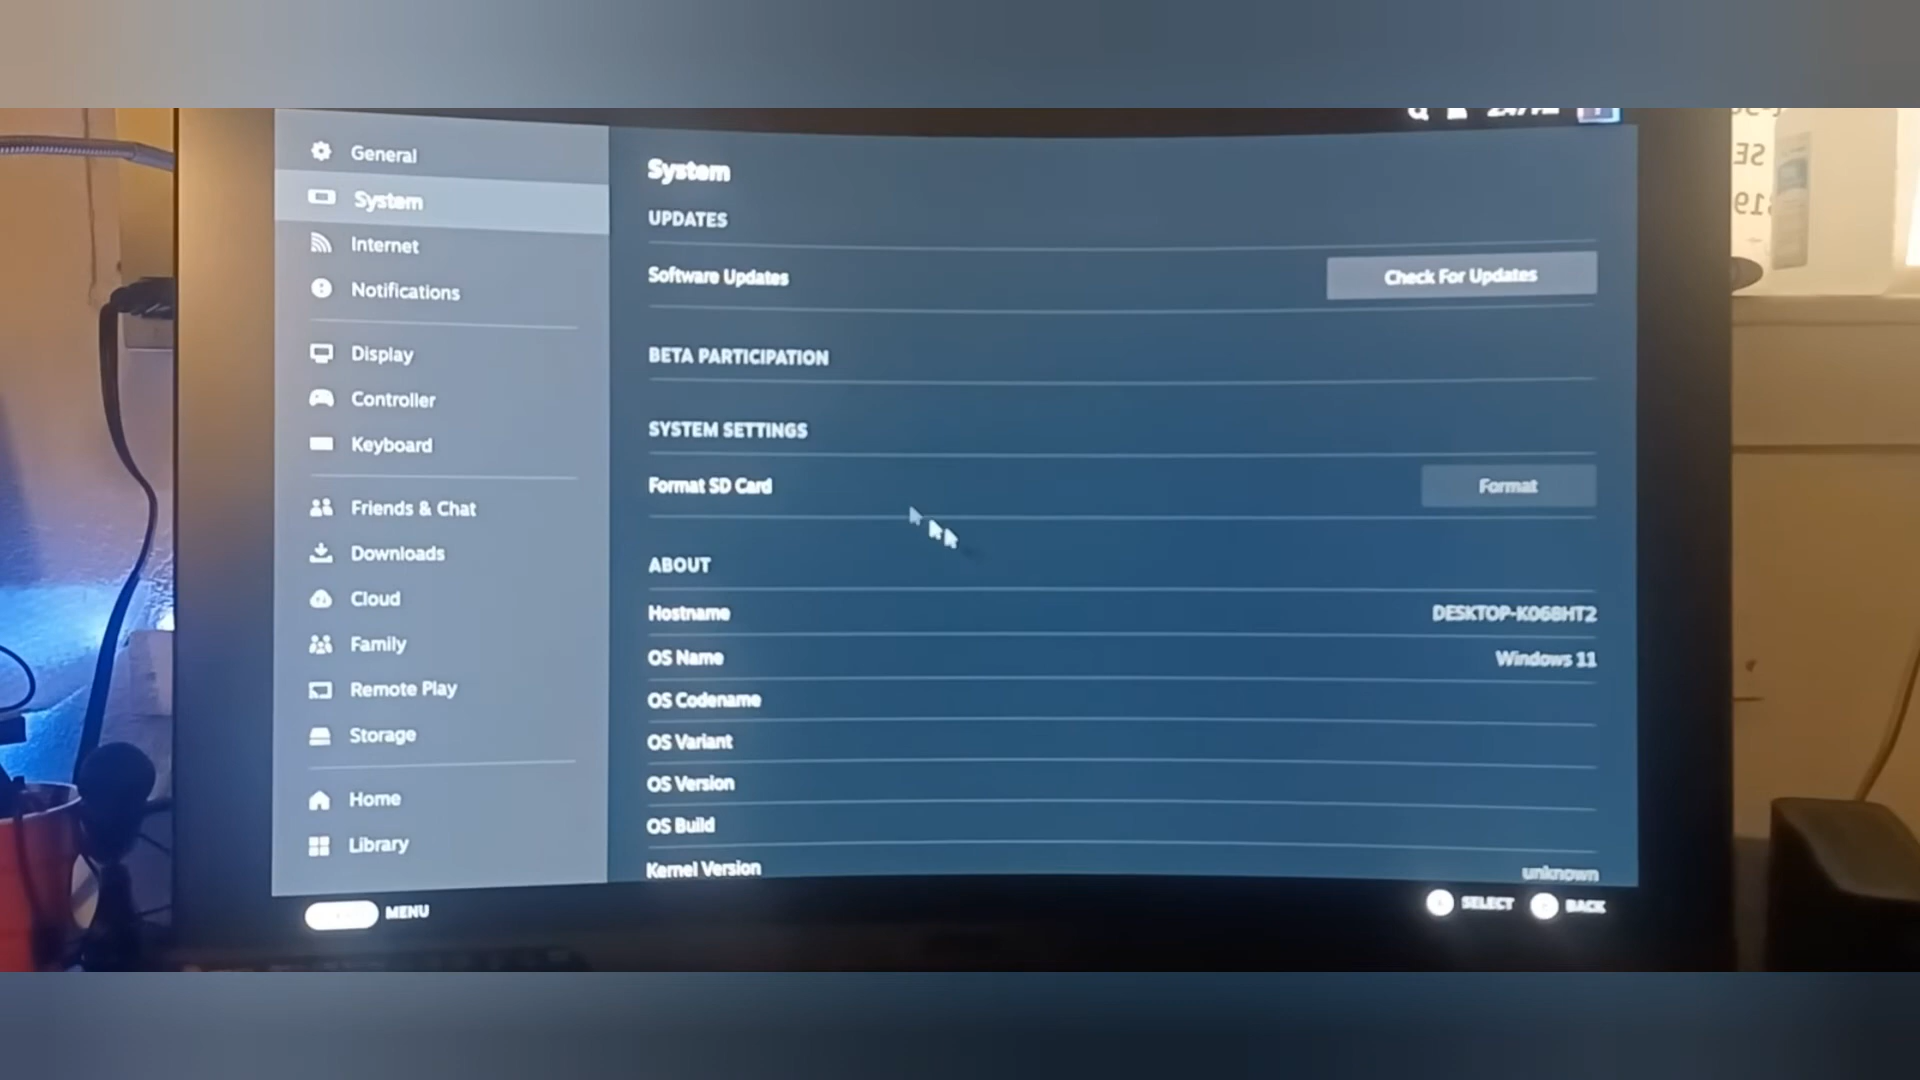 General
System
Internet
Notifications
Display
Controller
Keyboard
Friends & Chat
Downloads
Cloud
Family
Remote Play
Storage
Home
Library
MENU
System
UPDATES
Software Updates
Check For Updates
BETA PARTICIPATION
SYSTEM SETTINGS
Format SD Card
Format
ABOUT
Hostname
DESKTOP-K068HT2
OS Name
Windows 11
OS Codename
OS Variant
OS Version
OS Build
Kernel Version
unknown
SELECT
BACK